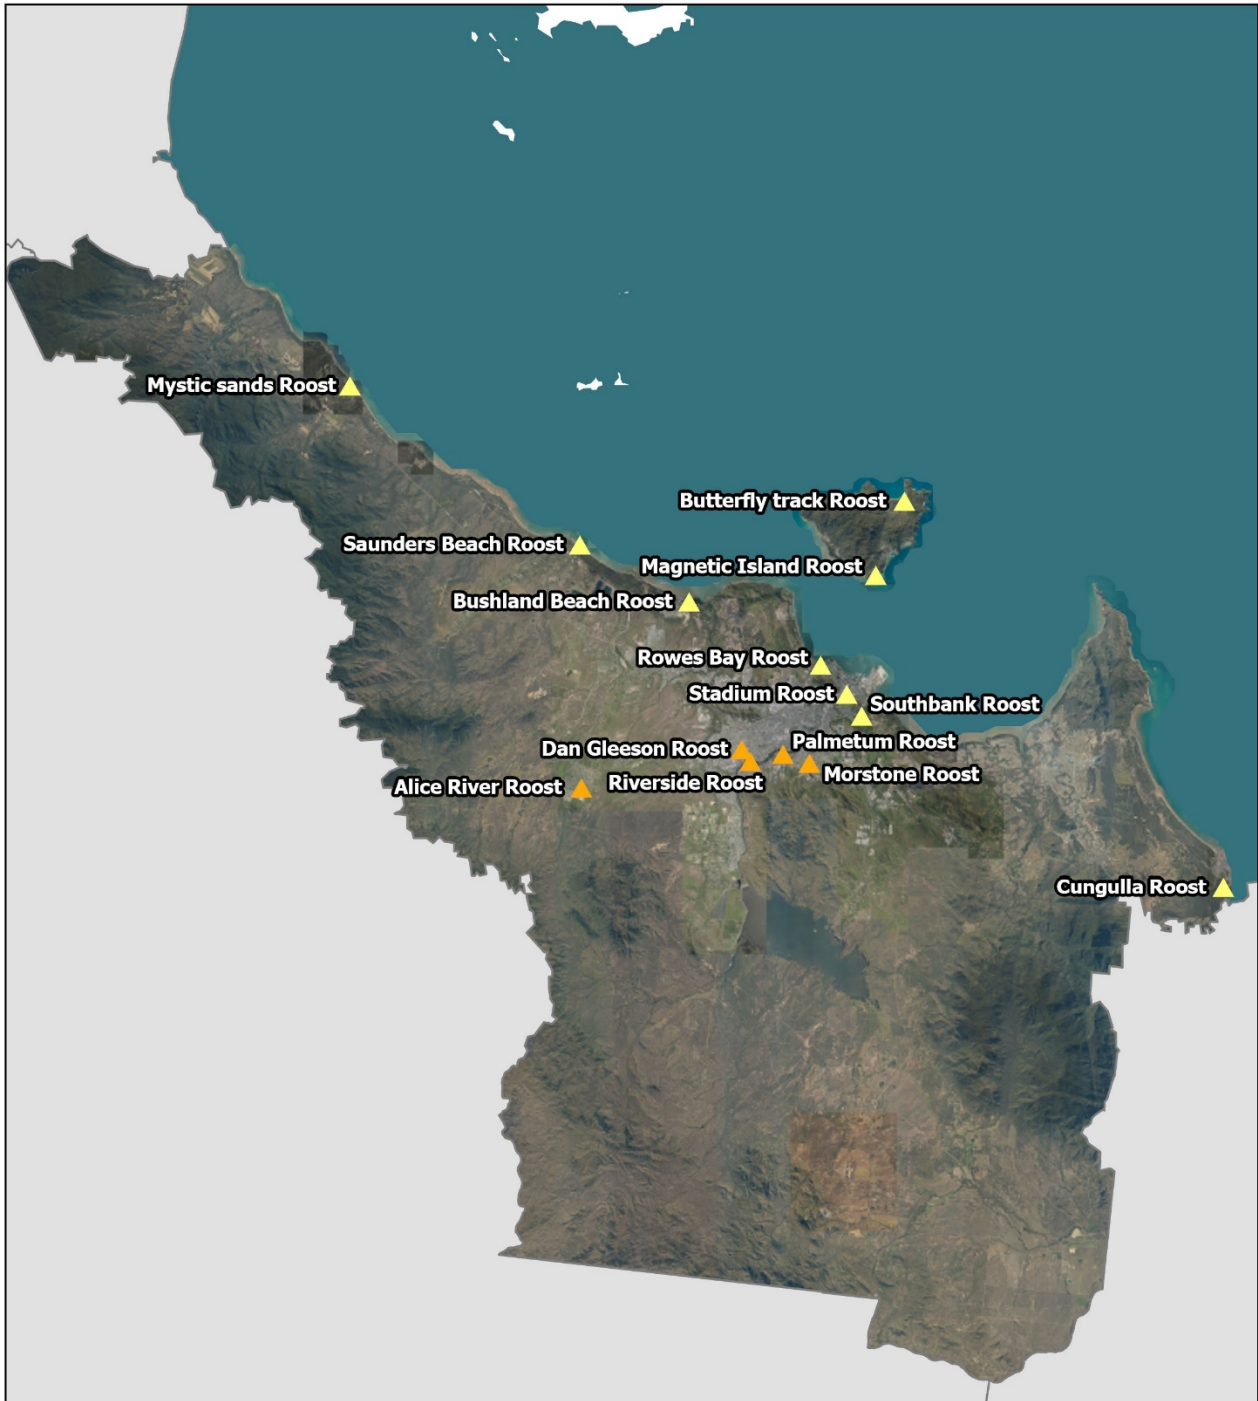 Mystic sands Roost
Butterfly track Roost
Saunders Beach Roost
Magnetic Island Roost
Bushland Beach Roost
Rowes Bay Roost
Stadium Roost
Southbank Roost
Dan Gleeson Roost
Palmetum Roost
Morstone Roost
Riverside Roost
Alice River Roost
Cungulla Roost